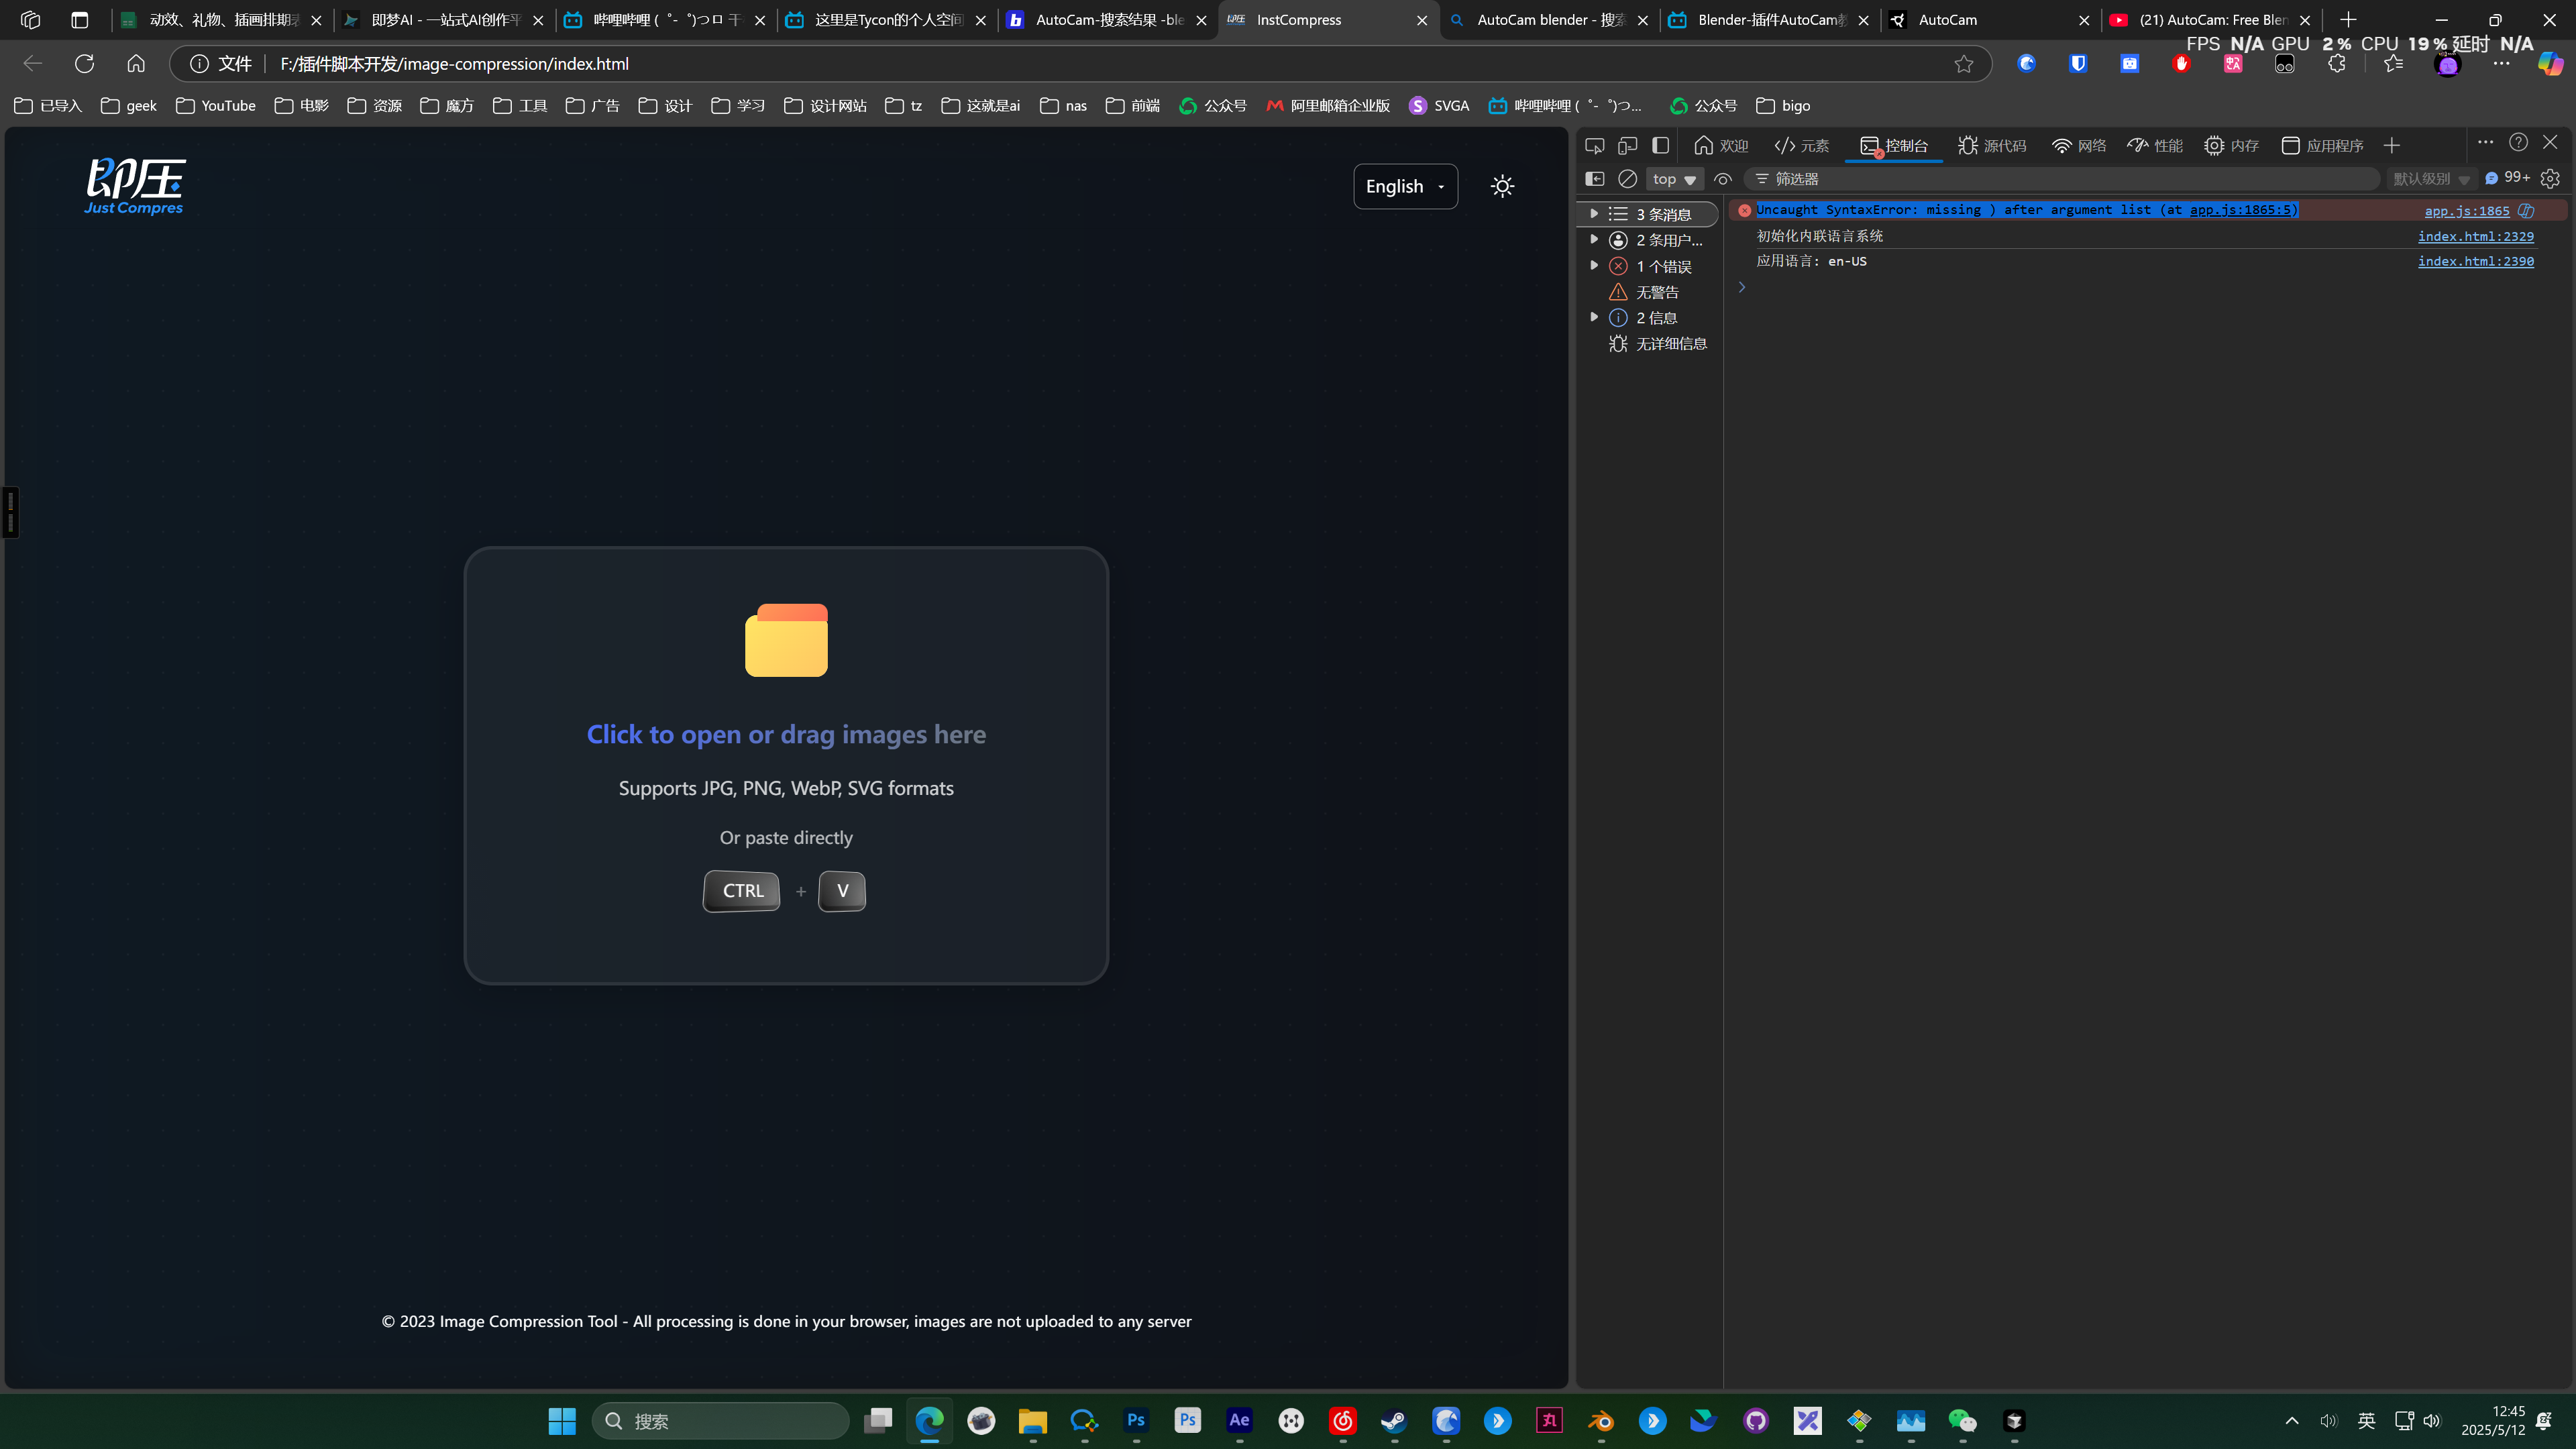 动效、礼物、插画排期表
即梦AI - 一站式AI创作平
哔哩哔哩 (゜-゜)つロ 干
这里是Tycon的个人空间
AutoCam-搜索结果 -ble
InstCompress
AutoCam blender - 搜索
Blender-插件AutoCam教
AutoCam
(21) AutoCam: Free Blen
FPS N/A GPU 2% CPU 19% 延时 N/A
文件 F:/插件脚本开发/image-compression/index.html
已导入 geek YouTube 电影 资源 魔方 工具 广告 设计 学习 设计网站 tz 这就是ai nas 前端 公众号 阿里邮箱企业版 SVGA 哔哩哔哩 (゜-゜)つ... 公众号 bigo
即压
Just Compres
English
欢迎 元素 控制台 源代码 网络 性能 内存 应用程序
top 筛选器 默认级别 99+
3 条消息
2 条用户...
1 个错误
无警告
2 信息
无详细信息
Uncaught SyntaxError: missing ) after argument list (at app.js:1865:5) app.js:1865
初始化内联语言系统 index.html:2329
应用语言: en-US index.html:2390
Click to open or drag images here
Supports JPG, PNG, WebP, SVG formats
Or paste directly
CTRL + V
© 2023 Image Compression Tool - All processing is done in your browser, images are not uploaded to any server
搜索
Ps
Ps
Ae
英
12:45
2025/5/12